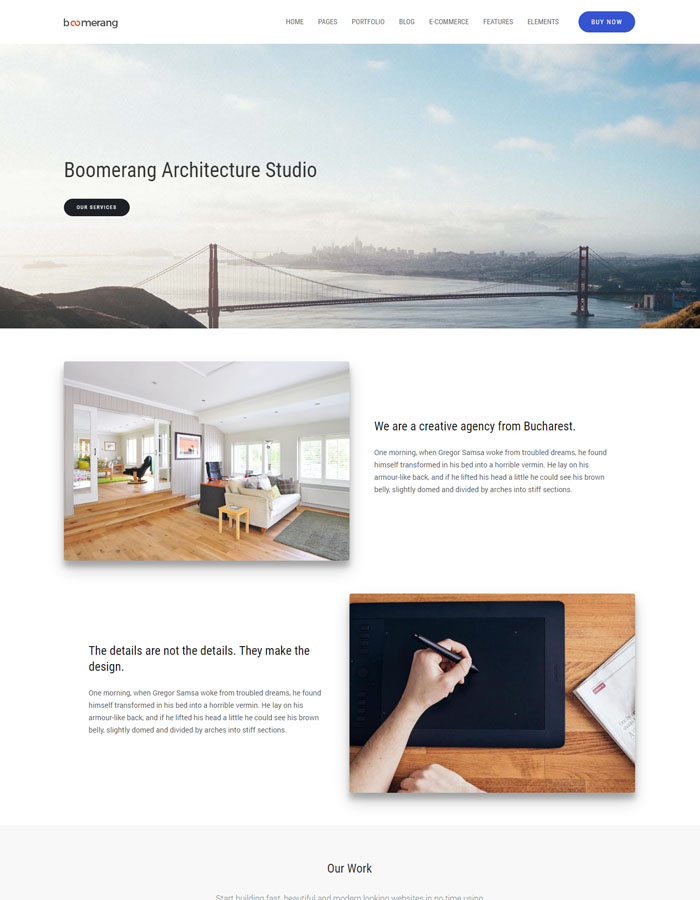 boomerang
HOME PAGES PORTFOLIO BLOG E-COMMERCE FEATURES ELEMENTS BUY NOW
Boomerang Architecture Studio
OUR SERVICES
We are a creative agency from Bucharest.
One morning, when Gregor Samsa woke from troubled dreams, he found
himself transformed in his bed into a horrible vermin. He lay on his
armour-like back, and if he lifted his head a little he could see his brown
belly, slightly domed and divided by arches into stiff sections.
The details are not the details. They make the
design.
One morning, when Gregor Samsa woke from troubled dreams, he found
himself transformed in his bed into a horrible vermin. He lay on his
armour-like back, and if he lifted his head a little he could see his brown
belly, slightly domed and divided by arches into stiff sections.
Our Work
Start building fast, beautiful and modern looking websites in no time using